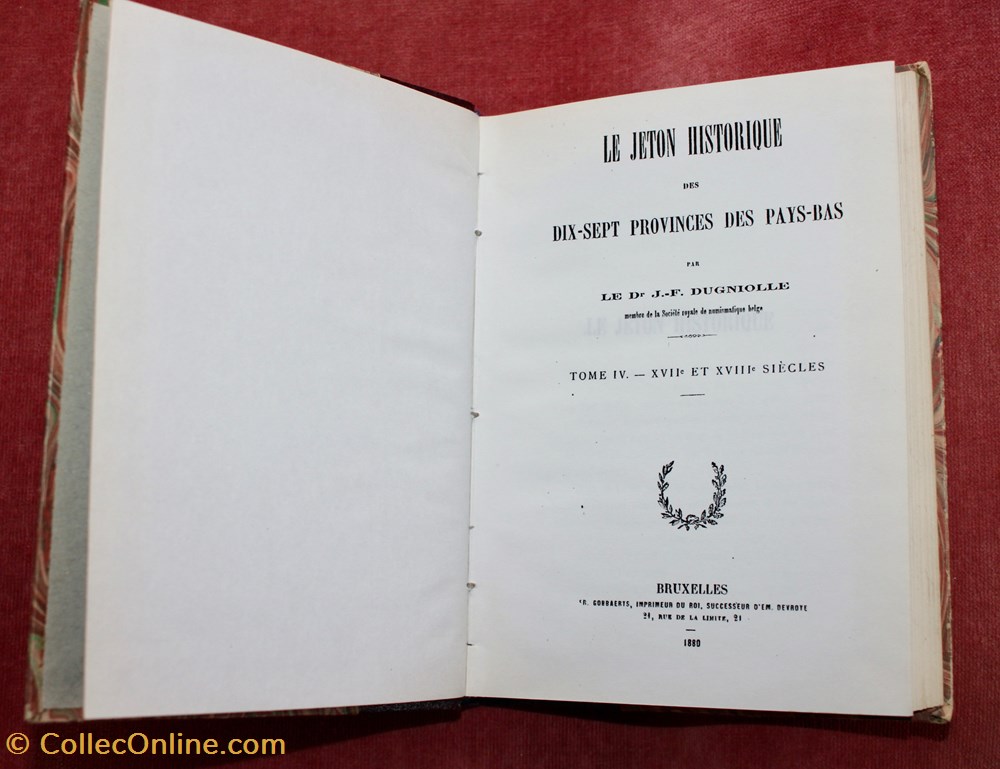 LE JETON HISTORIQUE
DES
DIX-SEPT PROVINCES DES PAYS-BAS
PAR
LE Dr J.-F. DUGNIOLLE
membre de la Société royale de numismatique belge
TOME IV. — XVIIe ET XVIIIe SIÈCLES
BRUXELLES
GOBBAERTS, IMPRIMEUR DU ROI, SUCCESSEUR D'EM. DEVROYE
21, RUE DE LA LIMITE, 21
1880
© CollecOnline.com